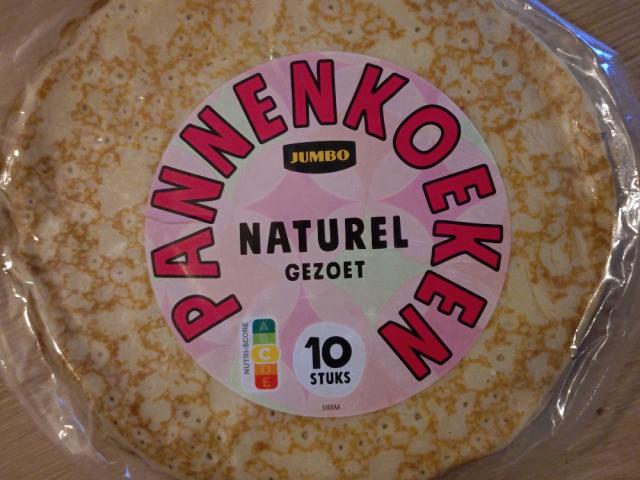 PANNENKOEKEN
JUMBO
NATUREL
GEZOET
NUTRI-SCORE
A
B
C
D
E
10
STUKS